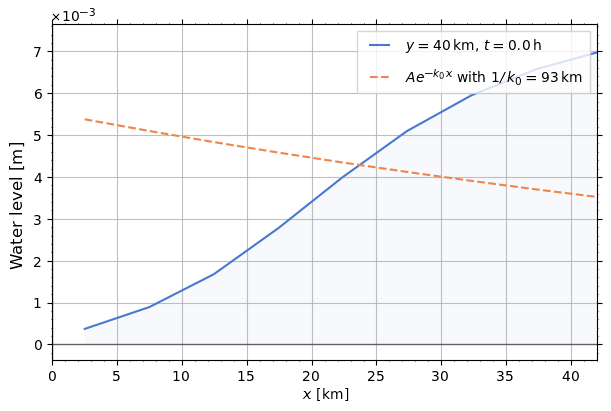 ×10⁻³
7
6
5
4
3
2
1
0
Water level [m]
y = 40 km, t = 0.0 h
Ae^{-k₀x} with 1/k₀ = 93 km
0 5 10 15 20 25 30 35 40
x [km]